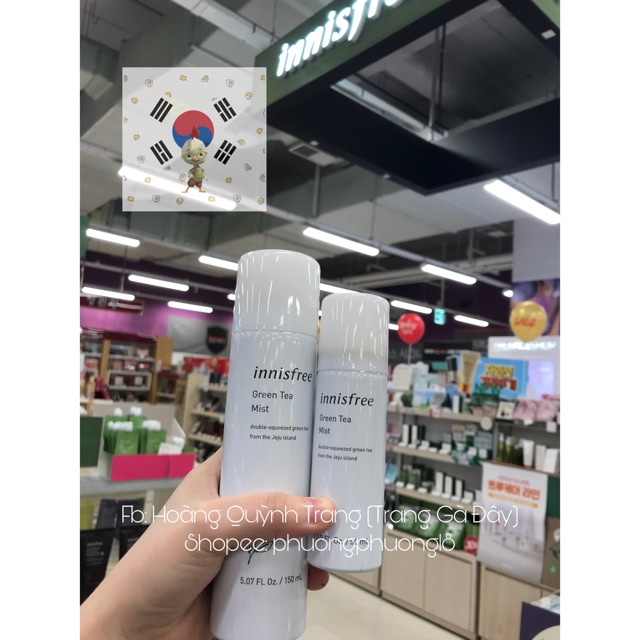 innisfree
innisfree
Green Tea
Mist
double-squeezed green tea
from the Jeju island
5.07 FL Oz. / 150 mL
innisfree
Green Tea
Mist
double-squeezed green tea
from the Jeju island
Fb: Hoàng Quỳnh Trang (Trang Gà Đây)
Shopee: phuongphuong18